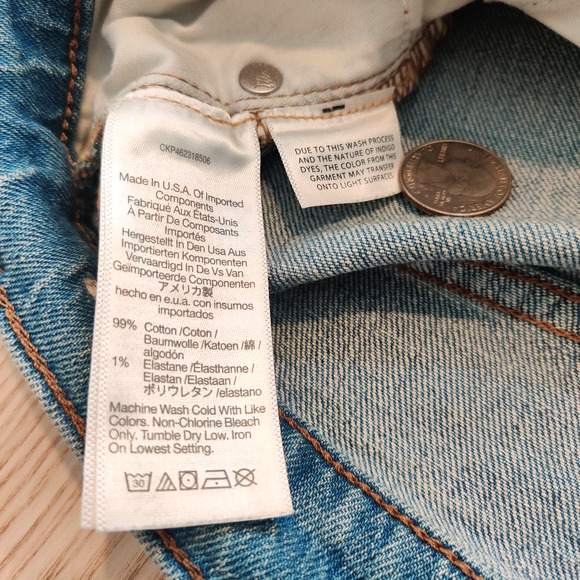 CKP462318506
Made In U.S.A. Of Imported
Components
Fabriqué Aux États-Unis
À Partir De Composants
Importés
Hergestellt In Den Usa Aus
Importierten Komponenten
Vervaardigd In De Vs Van
Geïmporteerde Componenten
アメリカ製
hecho en e.u.a. con insumos
importados
99% Cotton /Coton /
Baumwolle /Katoen /綿 /
algodón
1% Elastane /Élasthanne /
Elastan /Elastaan /
ポリウレタン /elastano
Machine Wash Cold With Like
Colors. Non-Chlorine Bleach
Only. Tumble Dry Low. Iron
On Lowest Setting.
30
DUE TO THIS WASH PROCESS
AND THE NATURE OF INDIGO
DYES, THE COLOR FROM THIS
GARMENT MAY TRANSFER
ONTO LIGHT SURFACES